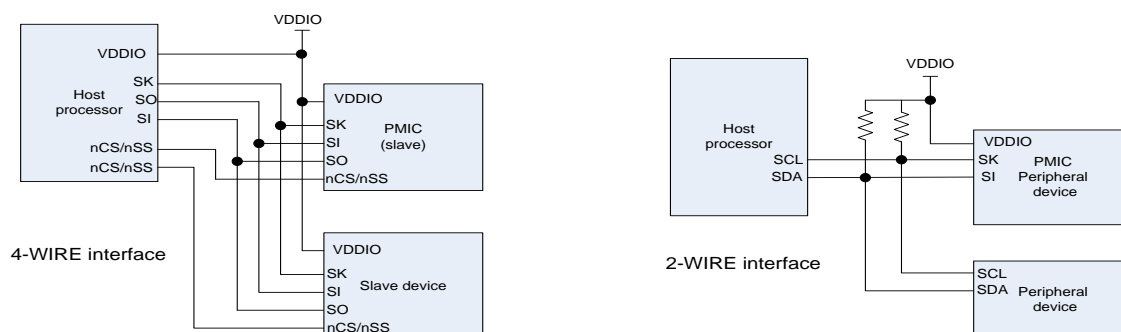 VDDIO
VDDIO
SK
Host
processor
SO
SI
nCS/nSS
nCS/nSS
VDDIO
SK
SI
SO
nCS/nSS
PMIC
(slave)
4-WIRE interface
VDDIO
SK
SI
SO
nCS/nSS
Slave device
VDDIO
Host
processor
SCL
SDA
VDDIO
SK
SI
PMIC
Peripheral
device
2-WIRE interface
SCL
SDA
Peripheral
device